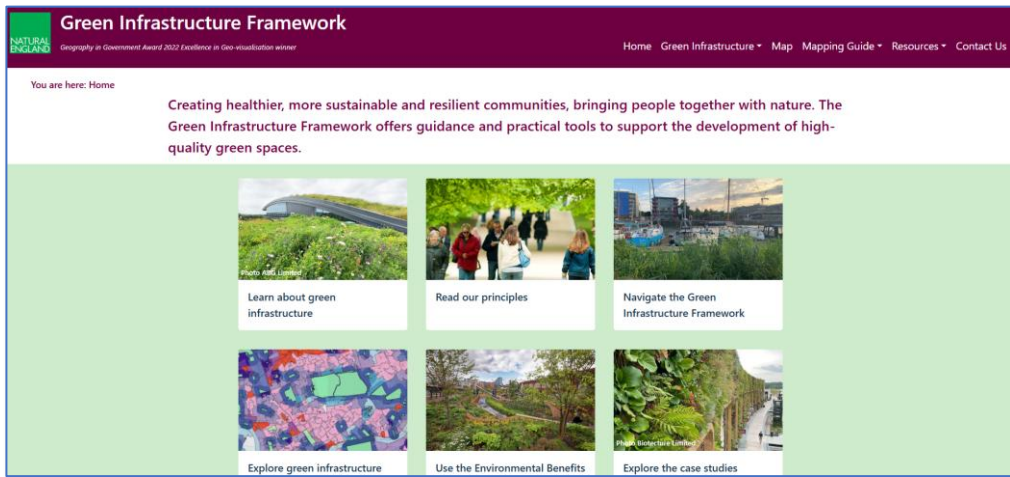 NATURAL
ENGLAND
Green Infrastructure Framework
Geography in Government Award 2022 Excellence in Geo-visualisation winner
Home Green Infrastructure Map Mapping Guide Resources Contact Us
You are here: Home
Creating healthier, more sustainable and resilient communities, bringing people together with nature. The
Green Infrastructure Framework offers guidance and practical tools to support the development of high-
quality green spaces.
Photo ABG Limited
Learn about green
infrastructure
Read our principles
Navigate the Green
Infrastructure Framework
Explore green infrastructure
Use the Environmental Benefits
Photo Biotecture Limited
Explore the case studies